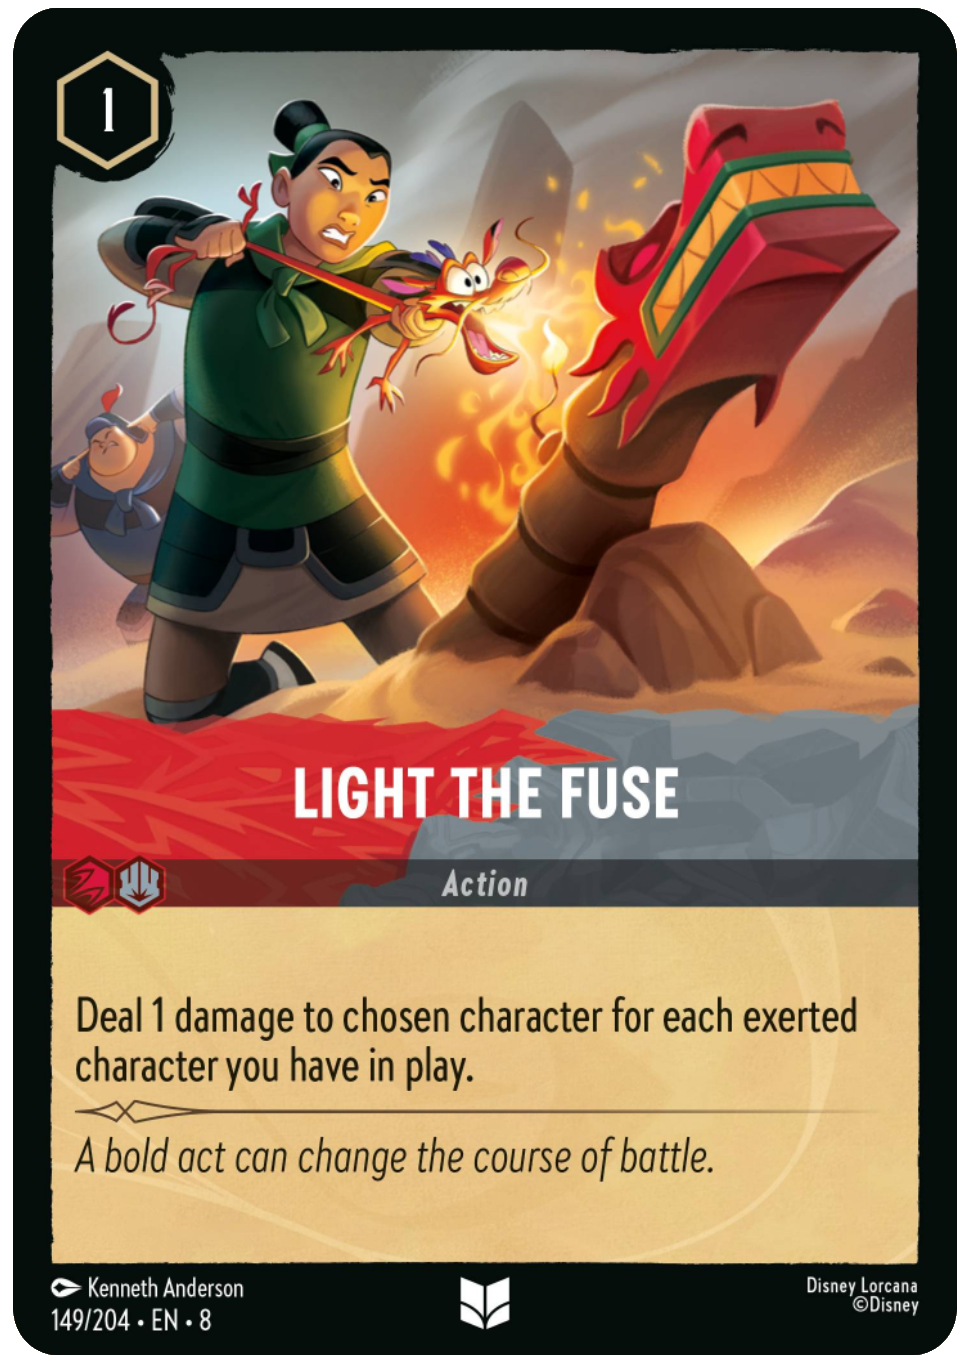 1
LIGHT THE FUSE
Action
Deal 1 damage to chosen character for each exerted
character you have in play.
A bold act can change the course of battle.
Kenneth Anderson
149/204 • EN • 8
Disney Lorcana
©Disney